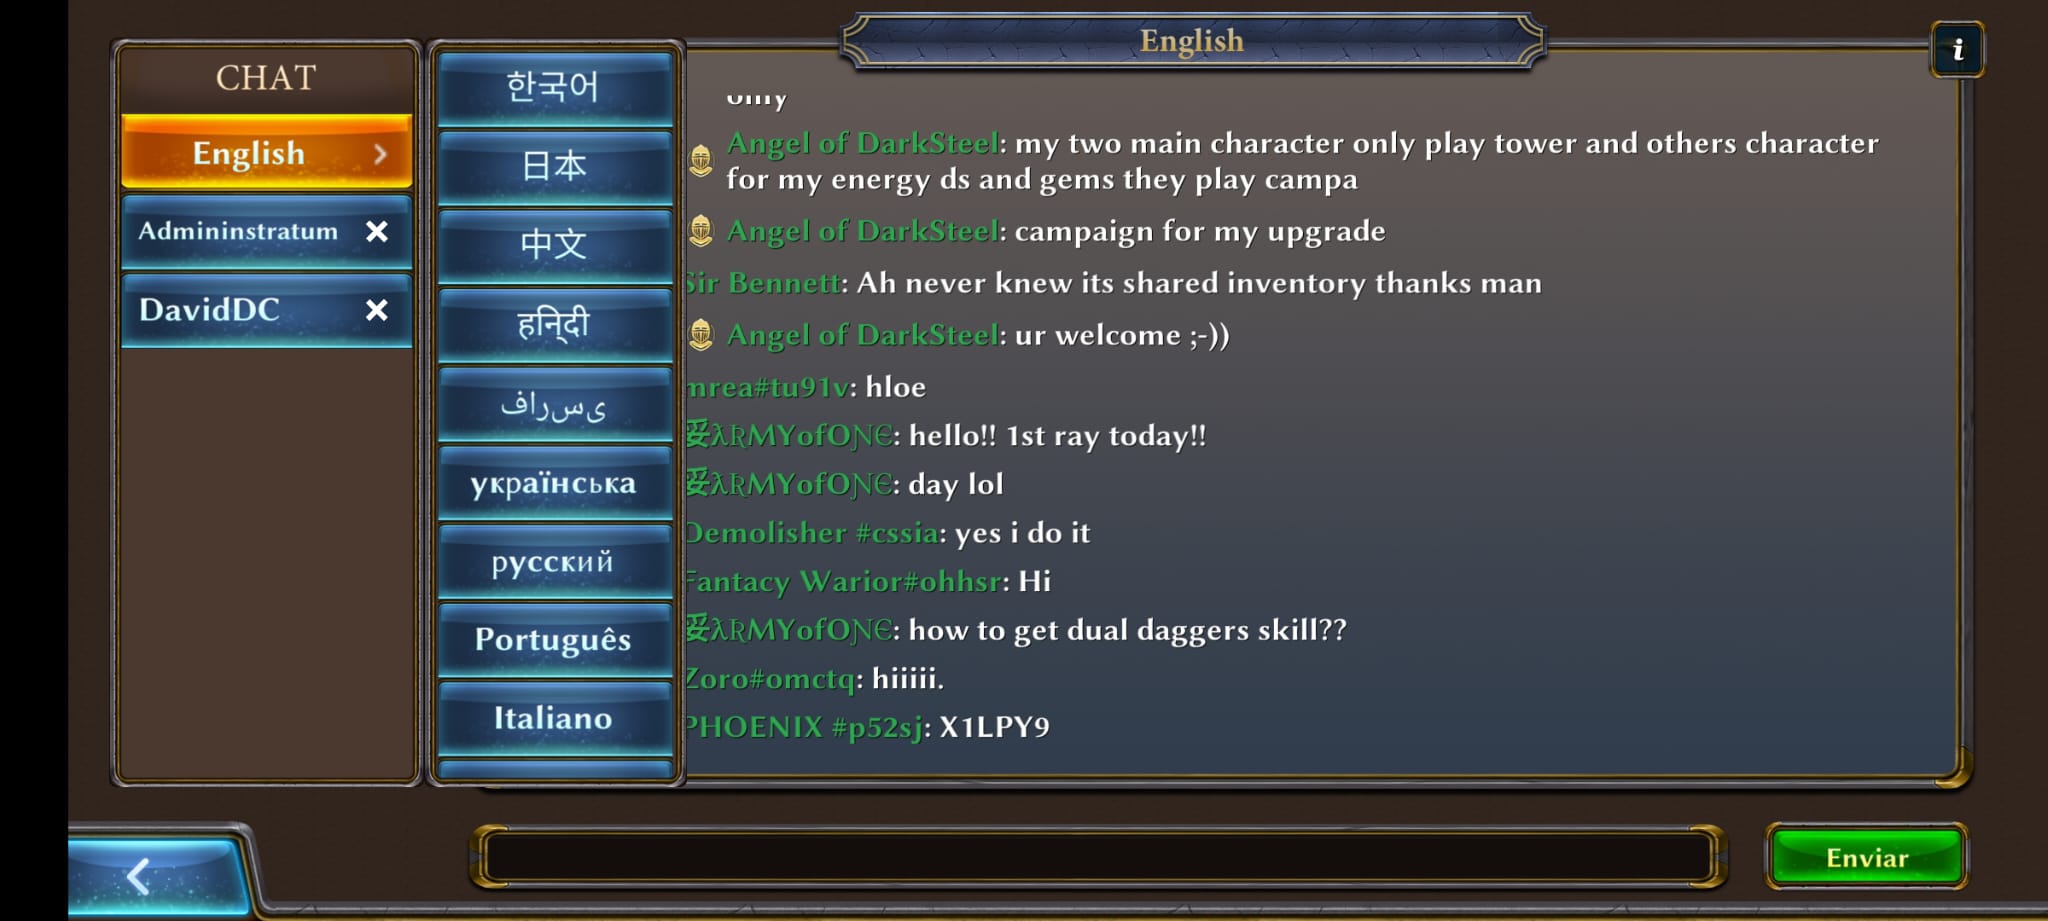 English
i
CHAT
English
Admininstratum
DavidDC
한국어
日本
中文
हन्दिी
ی‌س‌ر‌ا‌ف
українська
русский
Português
Italiano
only
Angel of DarkSteel: my two main character only play tower and others character
for my energy ds and gems they play campa
Angel of DarkSteel: campaign for my upgrade
Sir Bennett: Ah never knew its shared inventory thanks man
Angel of DarkSteel: ur welcome ;-))
mrea#tu91v: hloe
妥λRMYofOƝЄ: hello!! 1st ray today!!
妥λRMYofOƝЄ: day lol
Demolisher #cssia: yes i do it
Fantacy Warior#ohhsr: Hi
妥λRMYofOƝЄ: how to get dual daggers skill??
Zoro#omctq: hiiiii.
PHOENIX #p52sj: X1LPY9
Enviar